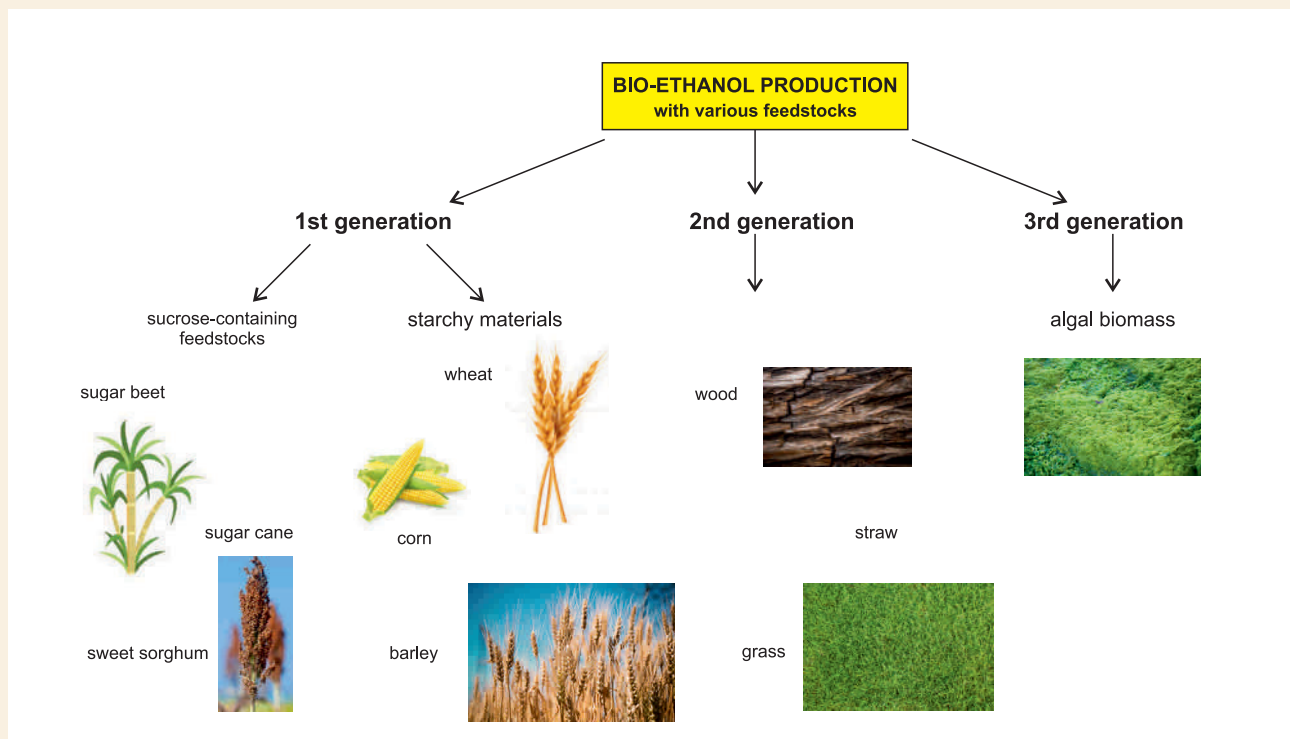 BIO-ETHANOL PRODUCTION
with various feedstocks
1st generation
2nd generation
3rd generation
sucrose-containing
feedstocks
starchy materials
algal biomass
wheat
sugar beet
wood
sugar cane
corn
straw
sweet sorghum
barley
grass